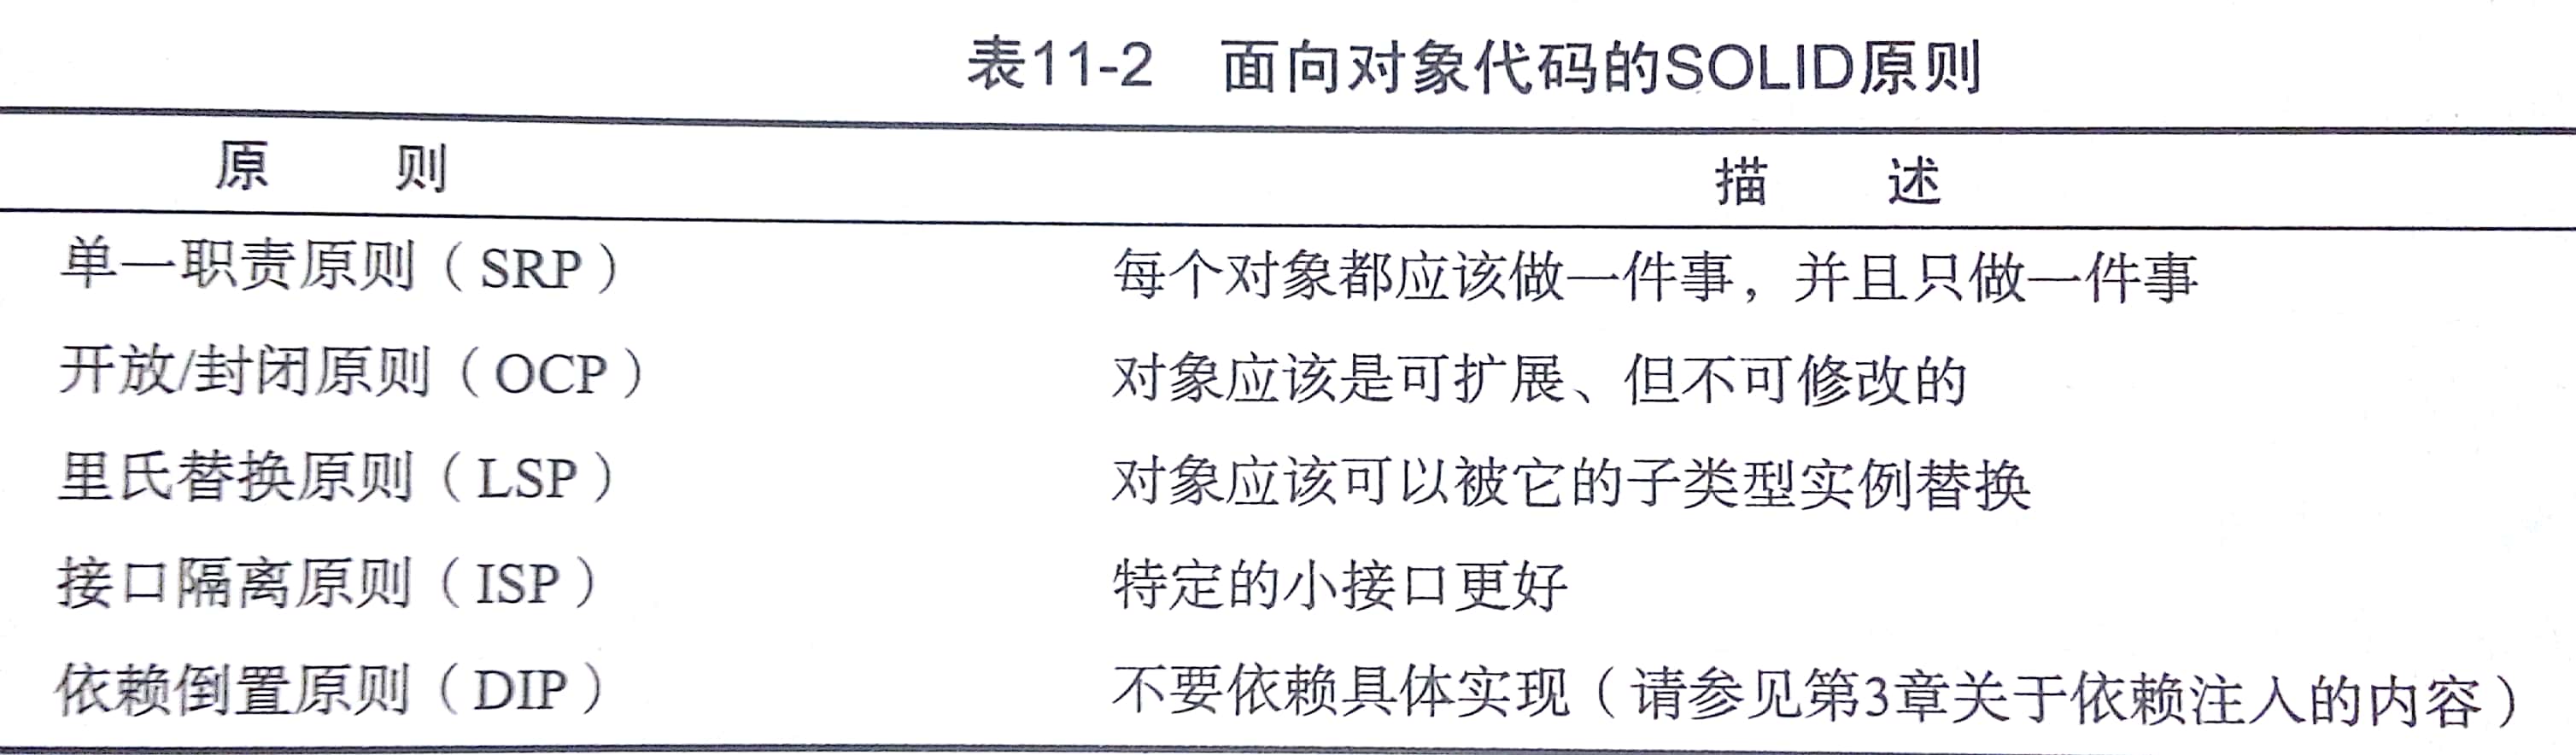 表11-2 面向对象代码的SOLID原则
原 则 描 述
单一职责原则（SRP） 每个对象都应该做一件事，并且只做一件事
开放/封闭原则（OCP） 对象应该是可扩展、但不可修改的
里氏替换原则（LSP） 对象应该可以被它的子类型实例替换
接口隔离原则（ISP） 特定的小接口更好
依赖倒置原则（DIP） 不要依赖具体实现（请参见第3章关于依赖注入的内容）